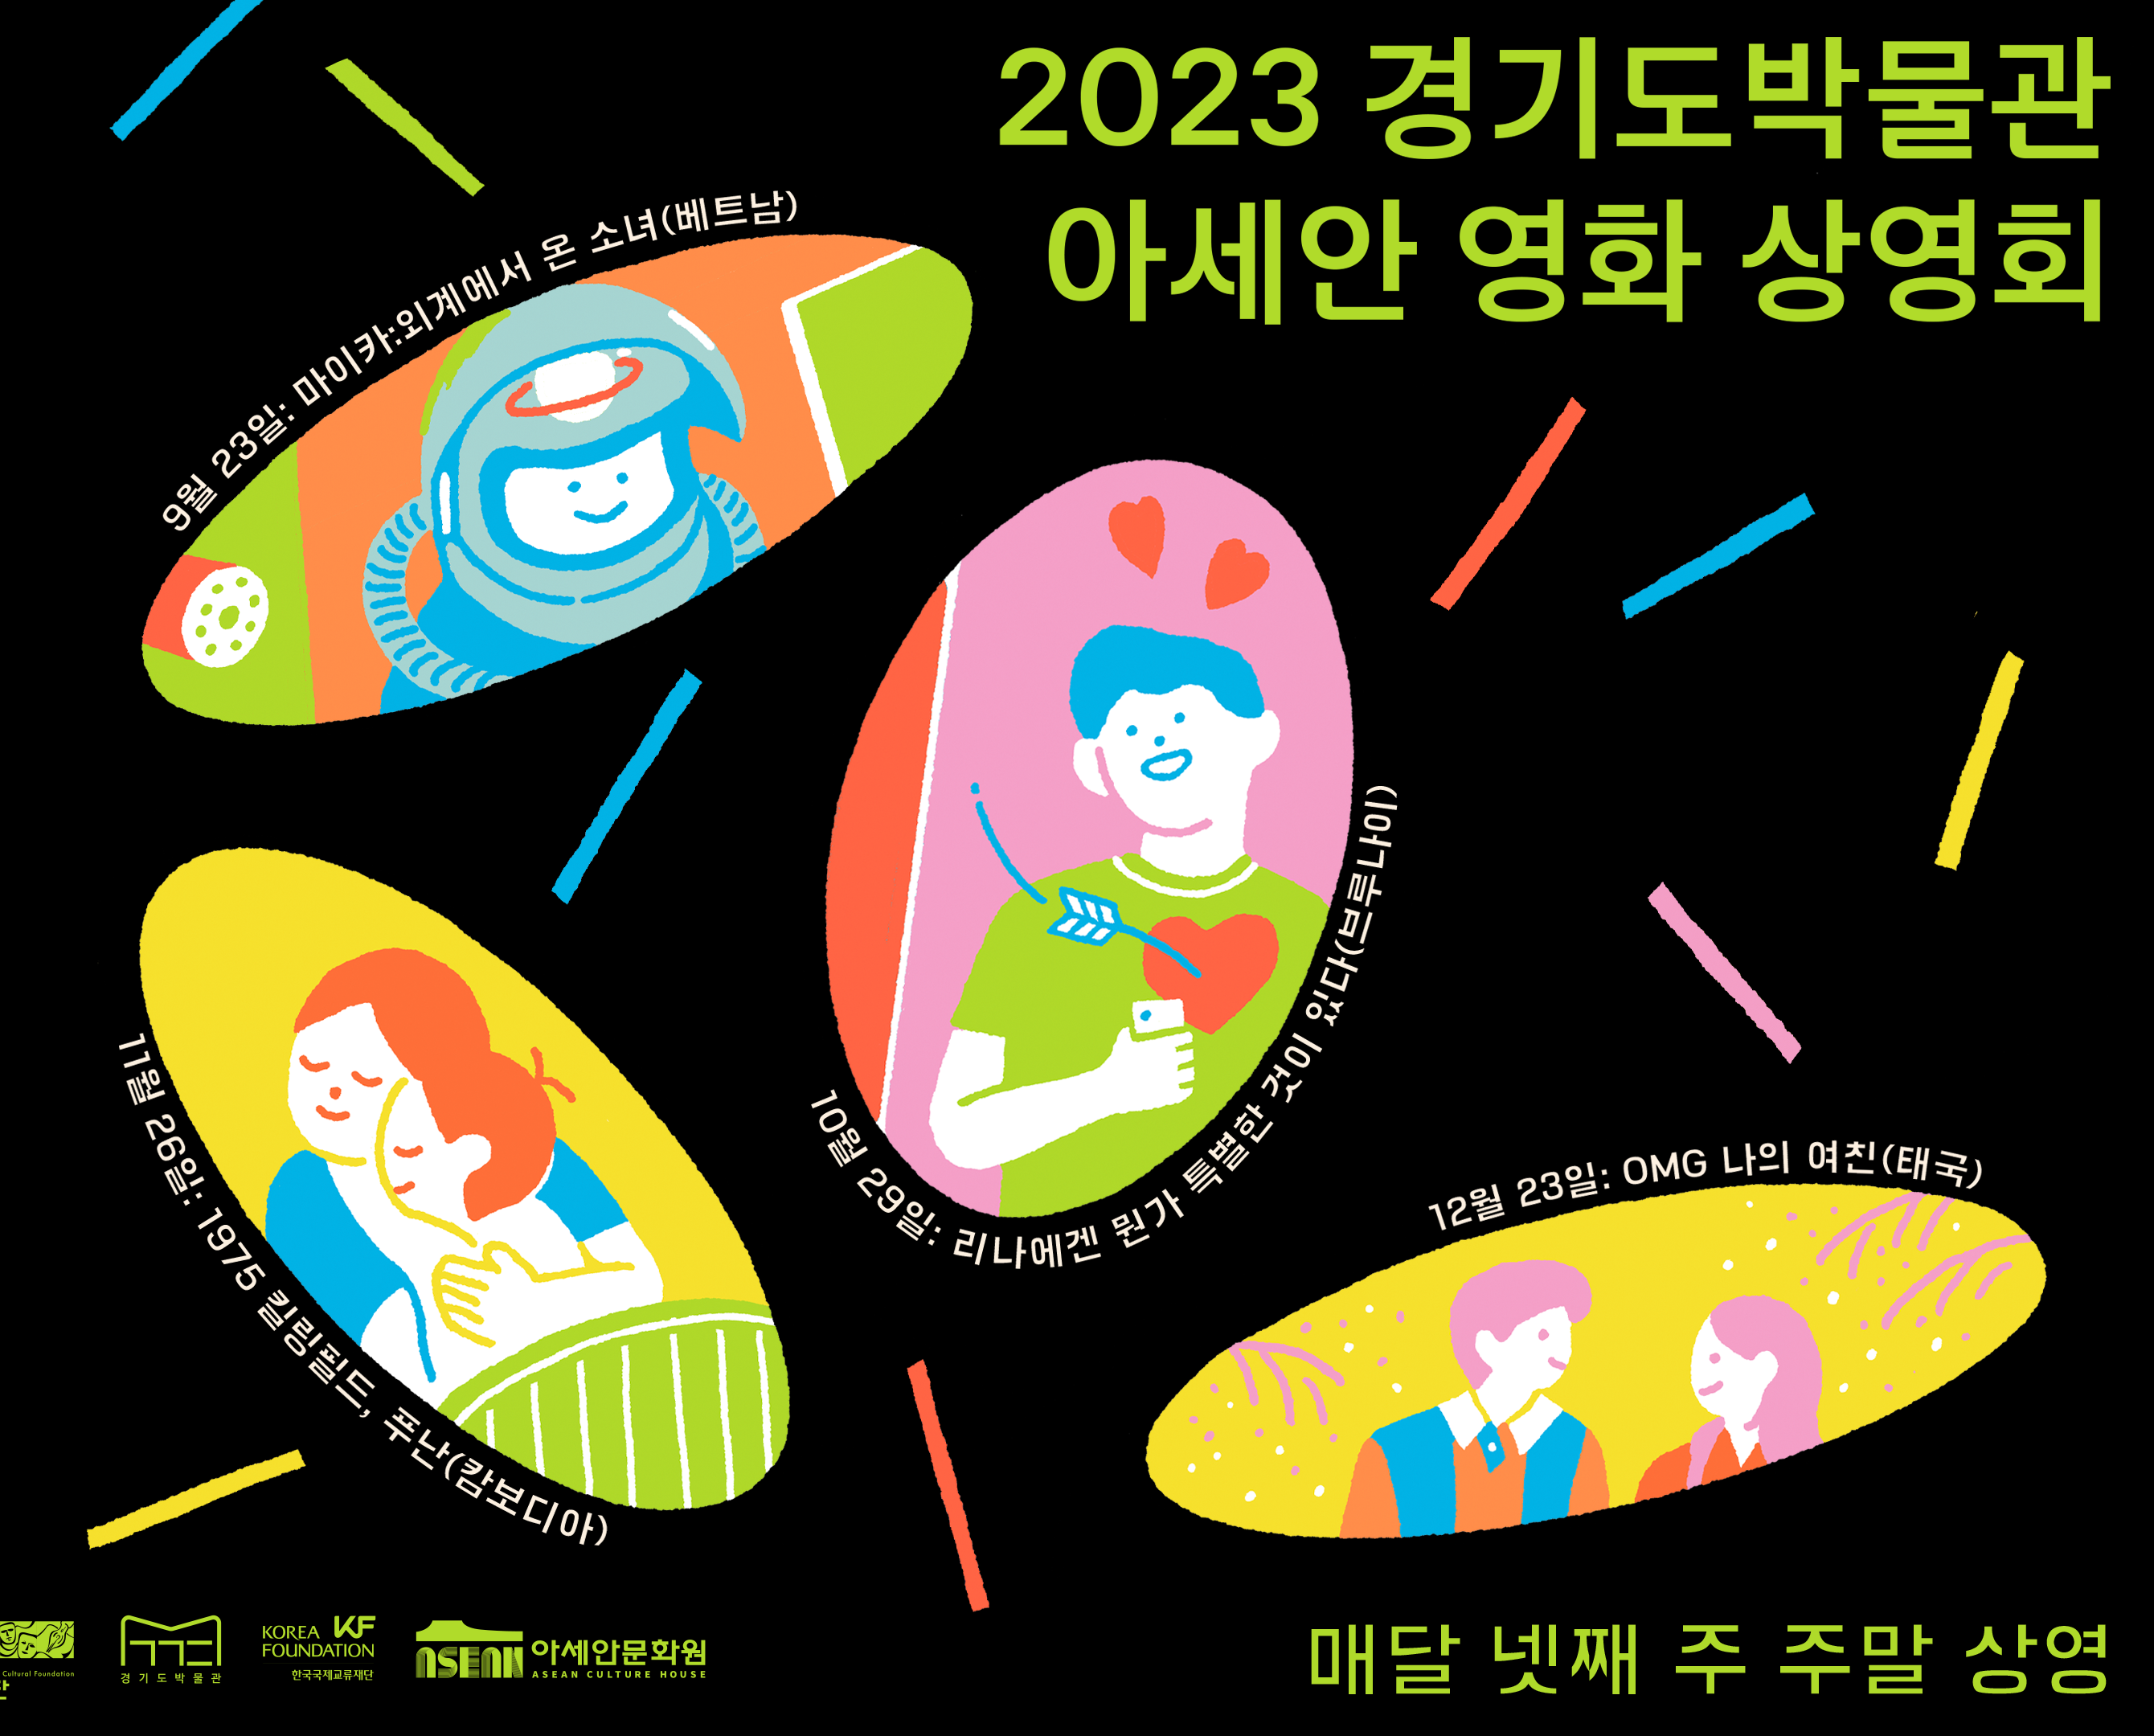 2023 경기도박물관
아세안 영화 상영회
9월 23일: 마이카:외계에서 온 소녀(베트남)
10월 29일: 리나에겐 뭔가 특별한 것이 있다(브루나이)
11월 26일: 1975 킬링필드, 푸난(캄보디아)
12월 23일: OMG 나의 여친(태국)
매달 넷째 주 주말 상영
Cultural Foundation
경기도박물관
KOREA KF
FOUNDATION
한국국제교류재단
ASEAN
아세안문화원
ASEAN CULTURE HOUSE